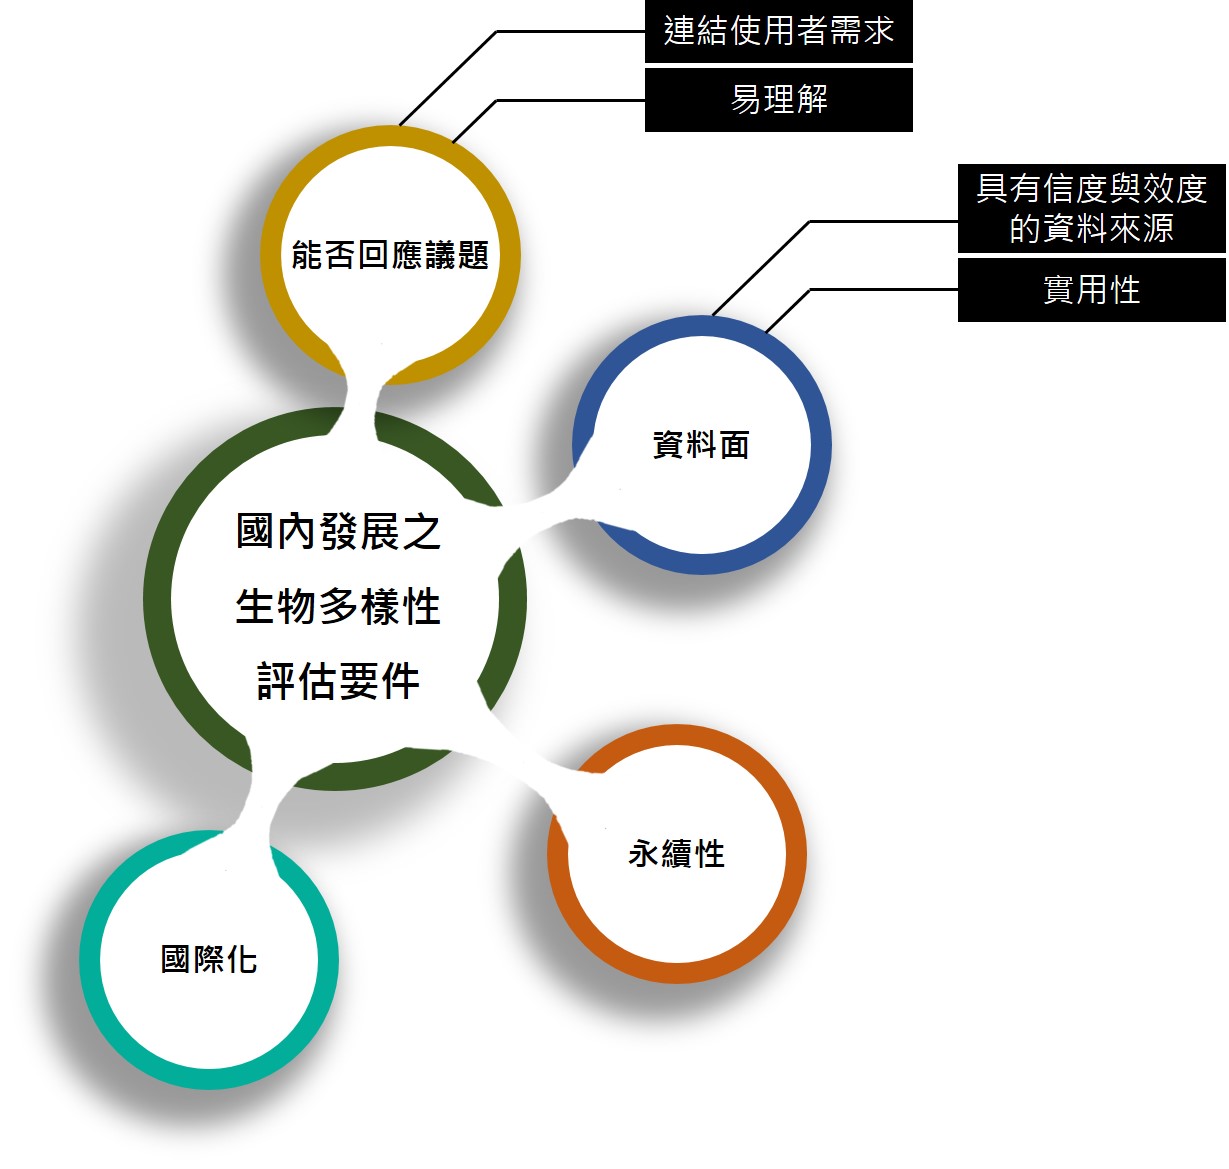 連結使用者需求
易理解
具有信度與效度
的資料來源
實用性
能否回應議題
資料面
國內發展之
生物多樣性
評估要件
永續性
國際化